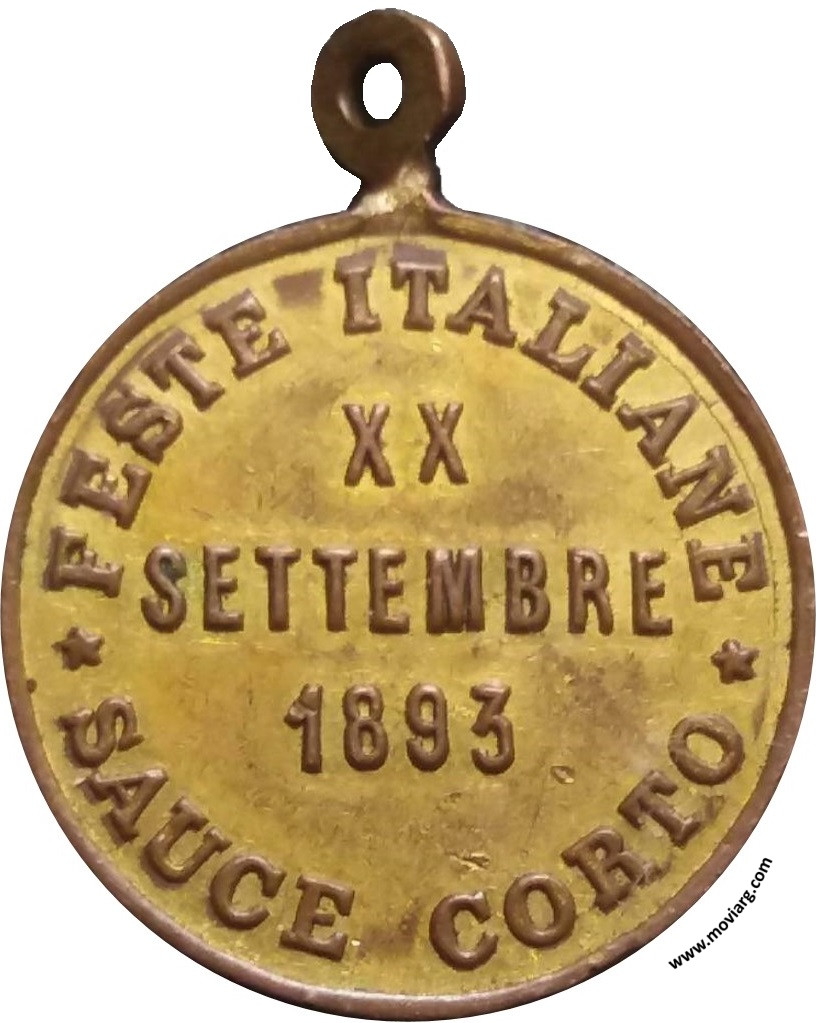 FESTE ITALIANE
XX
SETTEMBRE
1893
* SAUCE CORTO *
www.moviarg.com